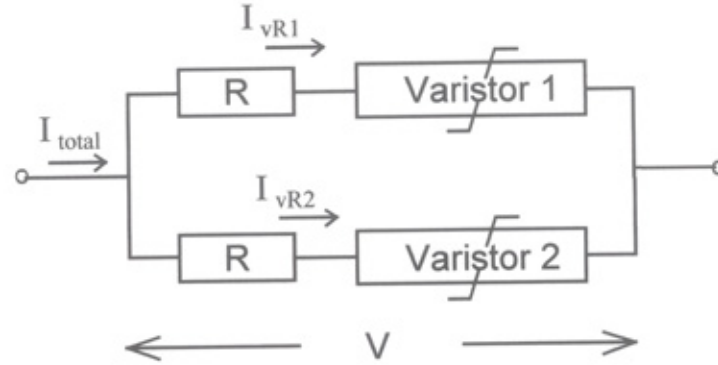 I vR1
R
Varistor 1
I total
I vR2
R
Varistor 2
V